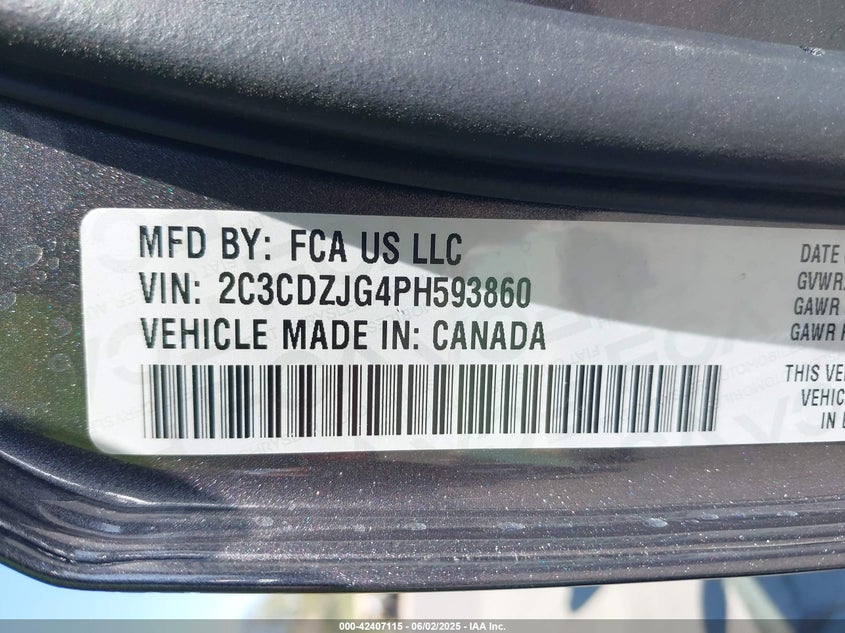 MFD BY: FCA US LLC
VIN: 2C3CDZJG4PH593860
VEHICLE MADE IN: CANADA
DATE
GVWR
GAWR
GAWR
THIS VE
VEHIC
IN
000-42407115 - 06/02/2025 - IAA Inc.